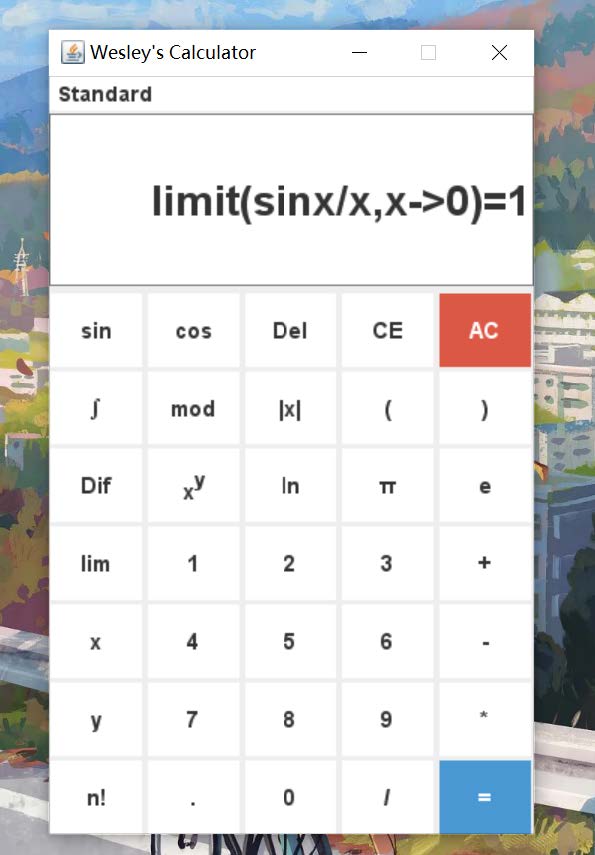 Wesley's Calculator
Standard
limit(sinx/x,x->0)=1
sin cos Del CE AC
∫ mod |x| ( )
Dif xy ln π e
lim 1 2 3 +
x 4 5 6 -
y 7 8 9 *
n! . 0 / =